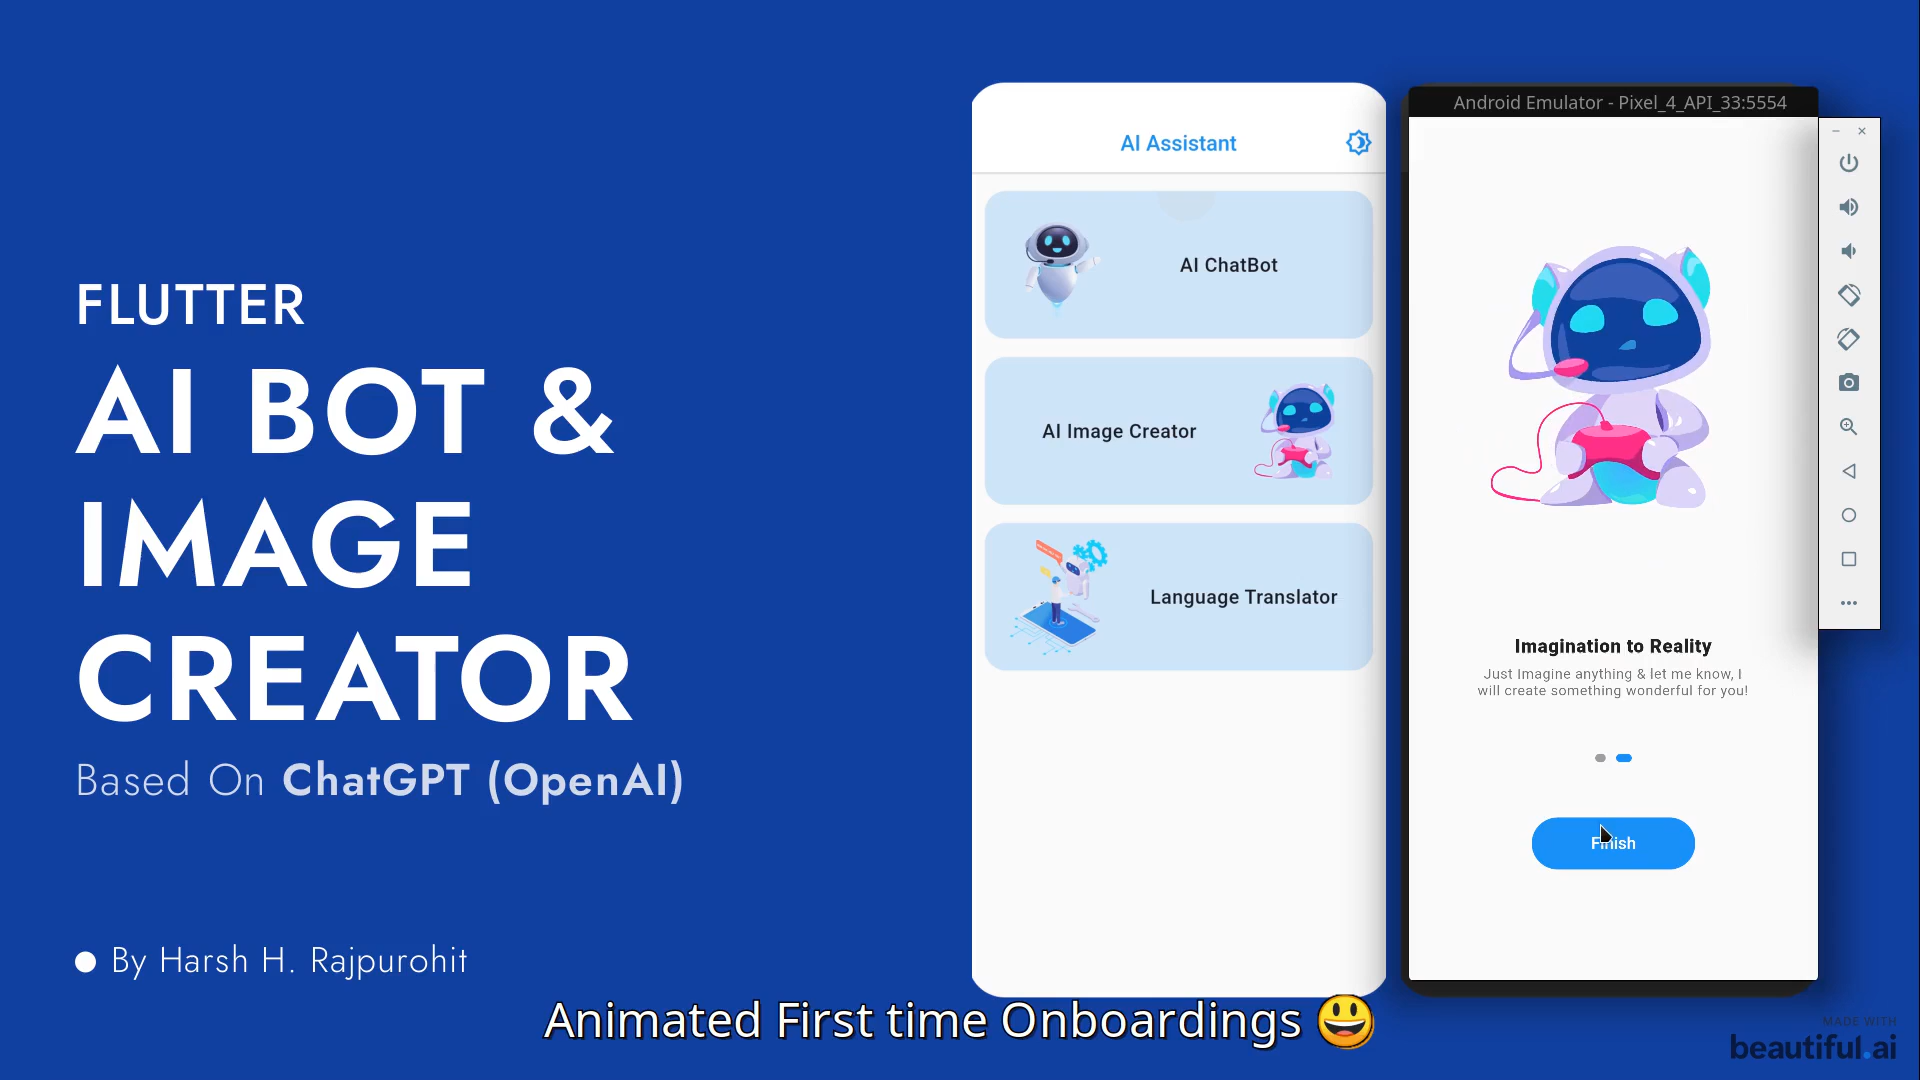 FLUTTER
AI BOT &
IMAGE
CREATOR
Based On ChatGPT (OpenAI)
By Harsh H. Rajpurohit
AI Assistant
AI ChatBot
AI Image Creator
Language Translator
Android Emulator - Pixel_4_API_33:5554
Imagination to Reality
Just Imagine anything & let me know, I
will create something wonderful for you!
Finish
Animated First time Onboardings 😃
MADE WITH
beautiful.ai